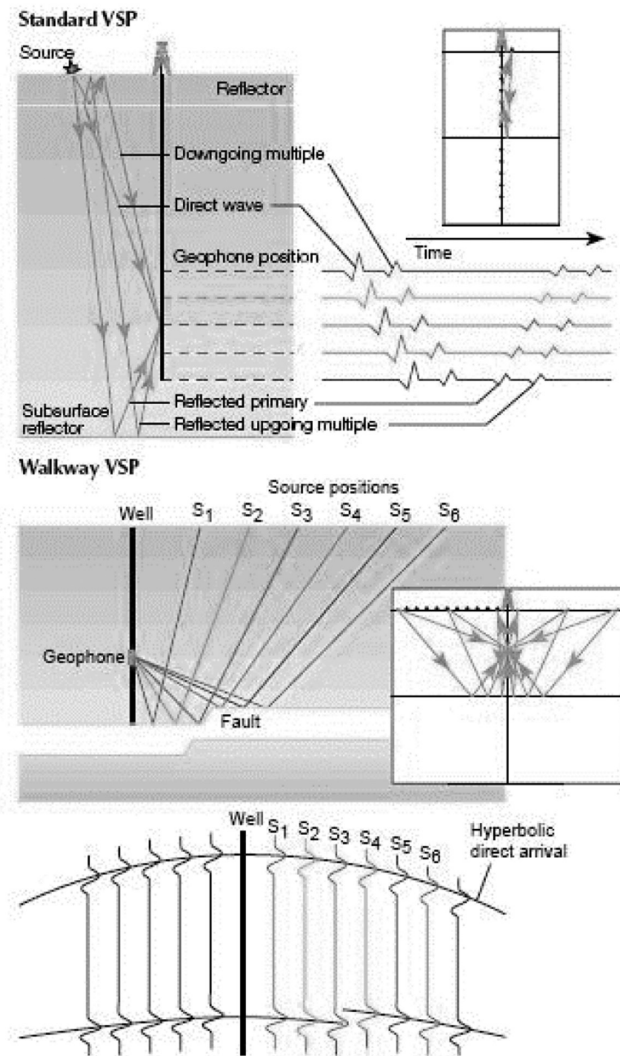 Standard VSP
Source
Reflector
Downgoing multiple
Direct wave
Geophone position
Time
Subsurface
reflector
Reflected primary
Reflected upgoing multiple
Walkway VSP
Source positions
Well
S1 S2 S3 S4 S5 S6
Geophone
Fault
Well
S1 S2 S3 S4 S5 S6
Hyperbolic
direct arrival